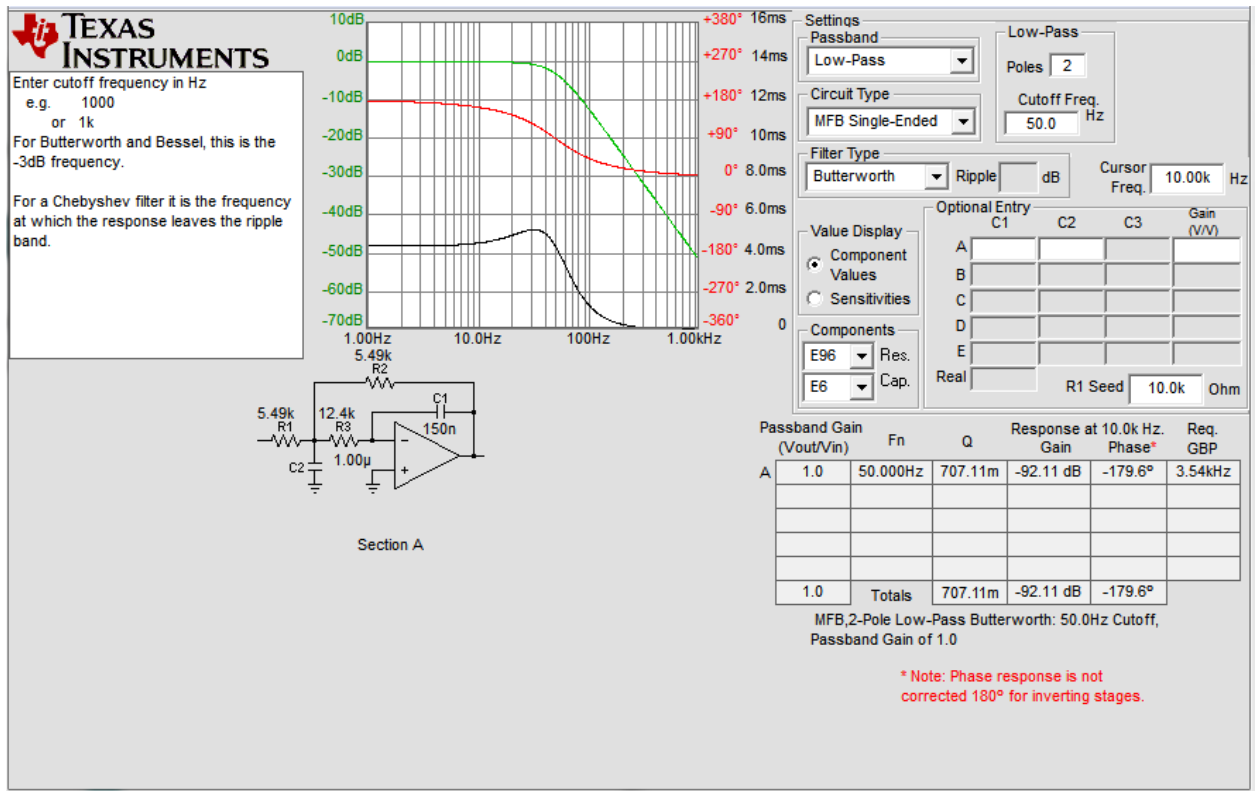 TEXAS
INSTRUMENTS
Enter cutoff frequency in Hz
e.g. 1000
or 1k
For Butterworth and Bessel, this is the
-3dB frequency.
For a Chebyshev filter it is the frequency
at which the response leaves the ripple
band.
10dB
0dB
-10dB
-20dB
-30dB
-40dB
-50dB
-60dB
-70dB
+380° 16ms
+270° 14ms
+180° 12ms
+90° 10ms
0° 8.0ms
-90° 6.0ms
-180° 4.0ms
-270° 2.0ms
-360° 0
1.00Hz 10.0Hz 100Hz 1.00kHz
5.49k
R2
C1
150n
5.49k
R1
12.4k
R3
C2
1.00µ
-
+
Section A
Settings
Passband
Low-Pass
Low-Pass
Poles 2
Cutoff Freq.
50.0 Hz
Circuit Type
MFB Single-Ended
Filter Type
Butterworth Ripple dB
Cursor
Freq. 10.00k Hz
Value Display
Component
Values
Sensitivities
Optional Entry
C1 C2 C3 Gain
(V/V)
A
B
C
D
E
Real
R1 Seed 10.0k Ohm
Components
E96 Res.
E6 Cap.
Passband Gain
(Vout/Vin)
Fn
Q
Response at 10.0k Hz.
Gain Phase*
Req.
GBP
A 1.0 50.000Hz 707.11m -92.11 dB -179.6° 3.54kHz
1.0 Totals 707.11m -92.11 dB -179.6°
MFB,2-Pole Low-Pass Butterworth: 50.0Hz Cutoff,
Passband Gain of 1.0
* Note: Phase response is not
corrected 180° for inverting stages.